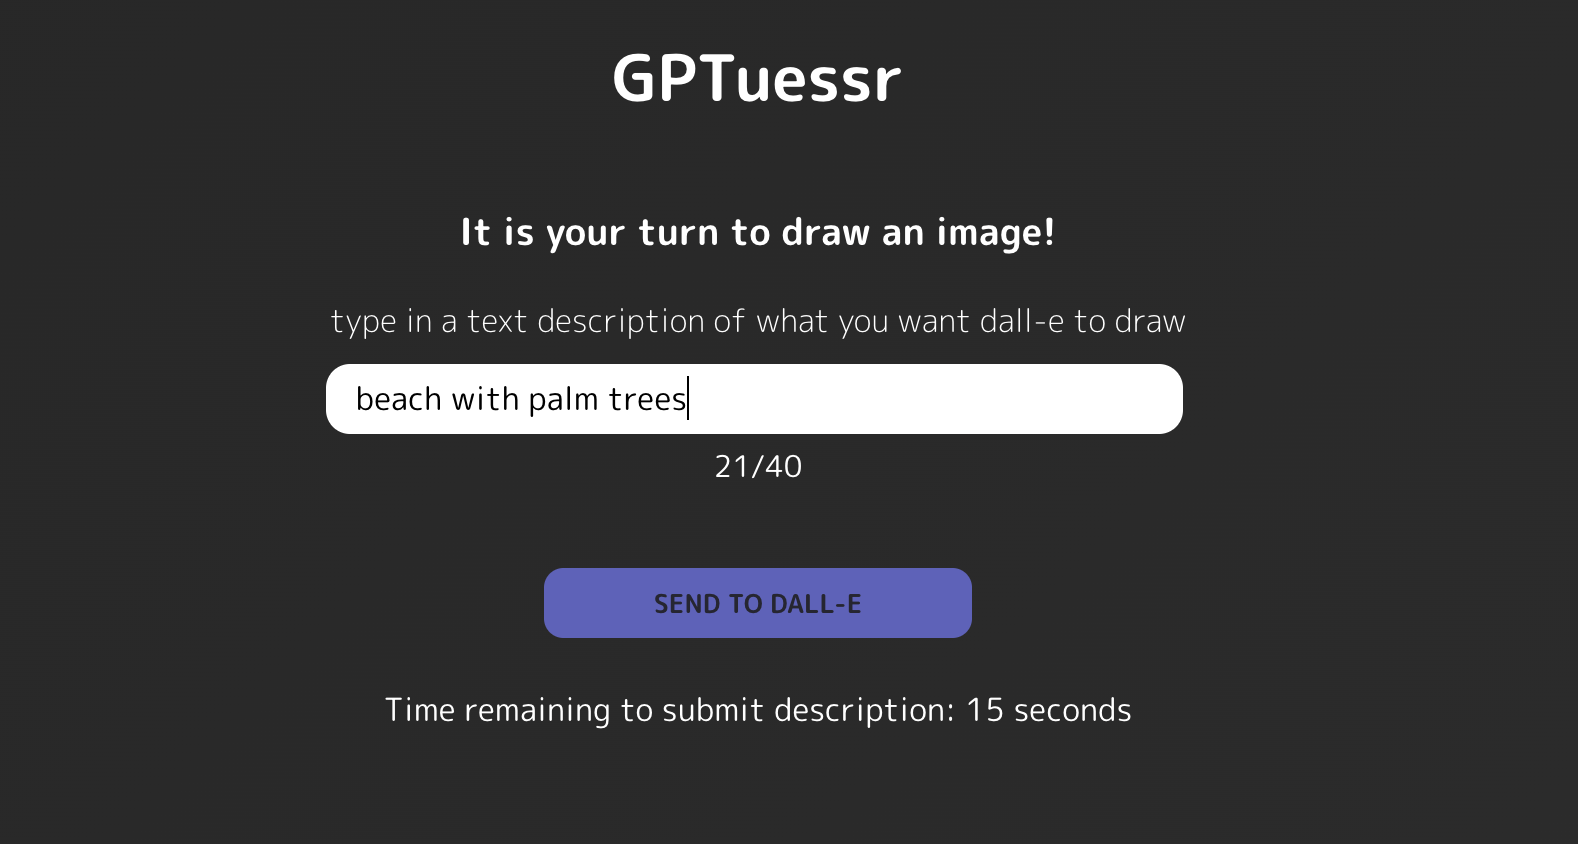 GPTuessr
It is your turn to draw an image!
type in a text description of what you want dall-e to draw
beach with palm trees
21/40
SEND TO DALL-E
Time remaining to submit description: 15 seconds